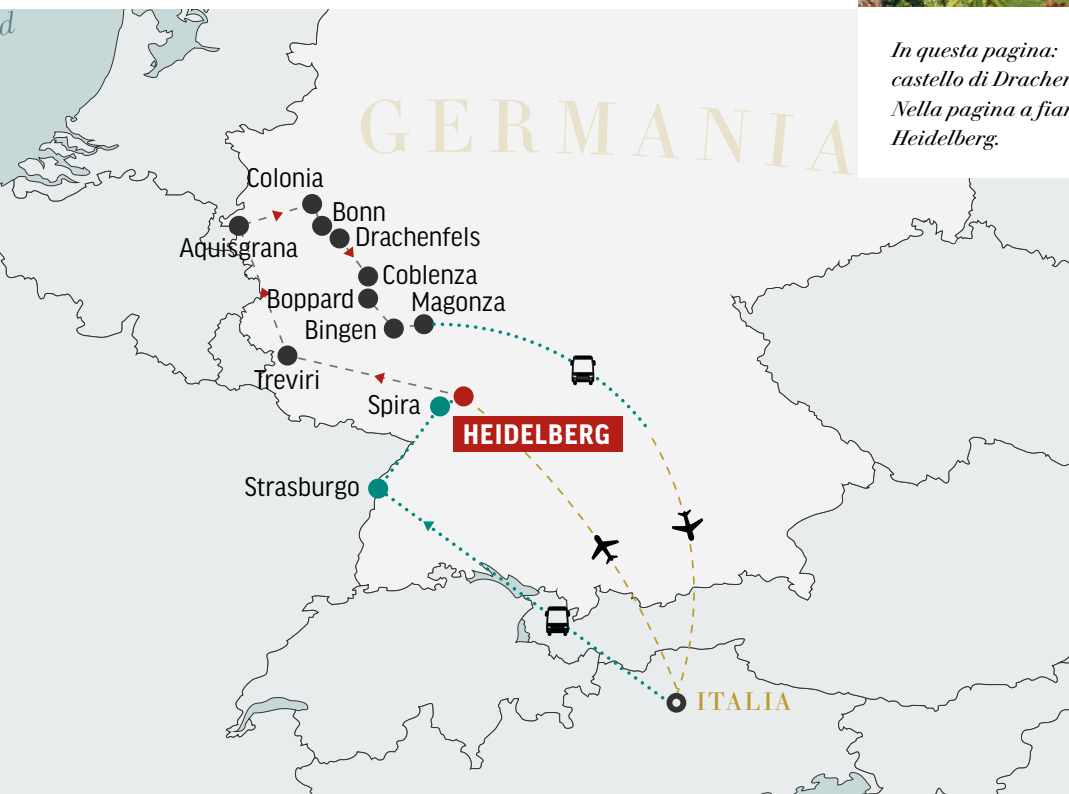 d
In questa pagina:
castello di Drachen
Nella pagina a fian
Heidelberg.
GERMANIA
Colonia
Bonn
Aquisgrana
Drachenfels
Coblenza
Boppard
Magonza
Bingen
Treviri
Spira
HEIDELBERG
Strasburgo
ITALIA